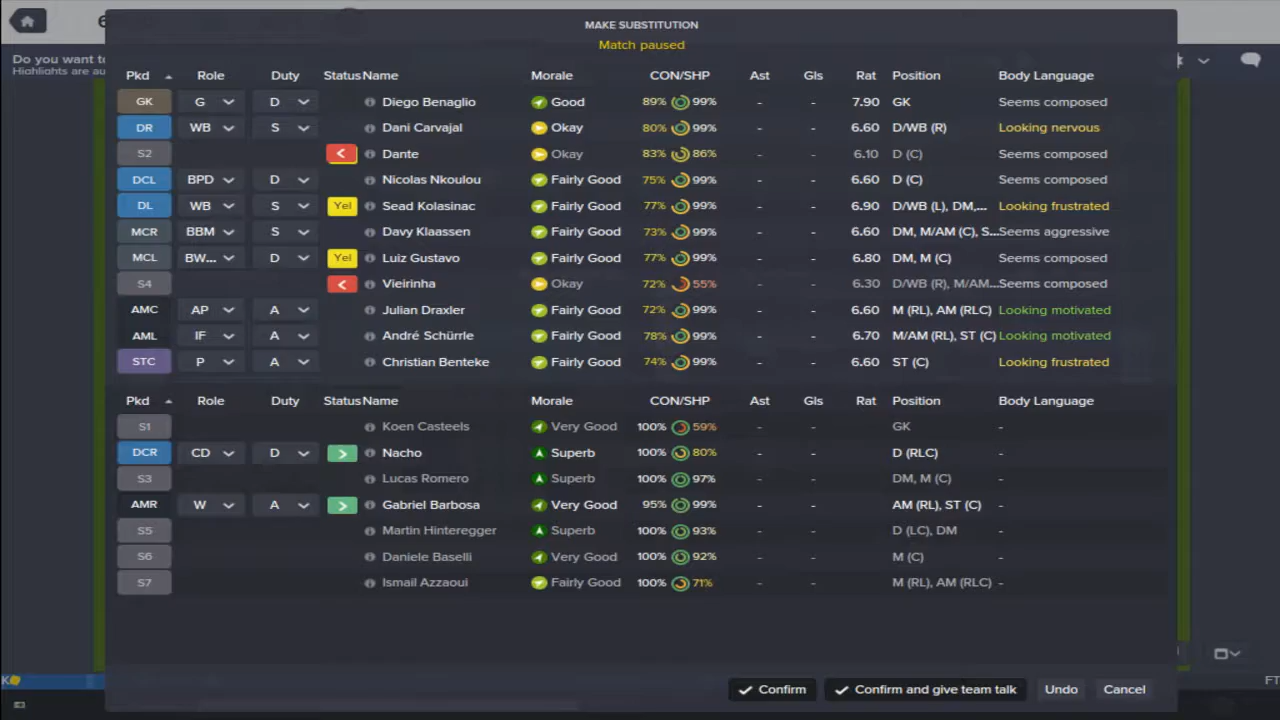 MAKE SUBSTITUTION
Match paused
Do you want to
Highlights are au
Pkd Role Duty Status Name Morale CON/SHP Ast Gls Rat Position Body Language
GK G D Diego Benaglio Good 89% 99% - - 7.90 GK Seems composed
DR WB S Dani Carvajal Okay 80% 99% - - 6.60 D/WB (R) Looking nervous
S2 < Dante Okay 83% 86% - - 6.10 D (C) Seems composed
DCL BPD D Nicolas Nkoulou Fairly Good 75% 99% - - 6.60 D (C) Seems composed
DL WB S Yel Sead Kolasinac Fairly Good 77% 99% - - 6.90 D/WB (L), DM,... Looking frustrated
MCR BBM S Davy Klaassen Fairly Good 73% 99% - - 6.60 DM, M/AM (C), S... Seems aggressive
MCL BW... D Yel Luiz Gustavo Fairly Good 77% 99% - - 6.80 DM, M (C) Seems composed
S4 < Vieirinha Okay 72% 55% - - 6.30 D/WB (R), M/AM... Seems composed
AMC AP A Julian Draxler Fairly Good 72% 99% - - 6.60 M (RL), AM (RLC) Looking motivated
AML IF A André Schürrle Fairly Good 78% 99% - - 6.70 M/AM (RL), ST (C) Looking motivated
STC P A Christian Benteke Fairly Good 74% 99% - - 6.60 ST (C) Looking frustrated
Pkd Role Duty Status Name Morale CON/SHP Ast Gls Rat Position Body Language
S1 Koen Casteels Very Good 100% 59% - - GK -
DCR CD D > Nacho Superb 100% 80% - - D (RLC) -
S3 Lucas Romero Superb 100% 97% - - DM, M (C) -
AMR W A > Gabriel Barbosa Very Good 95% 99% - - AM (RL), ST (C) -
S5 Martin Hinteregger Superb 100% 93% - - D (LC), DM -
S6 Daniele Baselli Very Good 100% 92% - - M (C) -
S7 Ismail Azzaoui Fairly Good 100% 71% - - M (RL), AM (RLC) -
K FT
Confirm Confirm and give team talk Undo Cancel